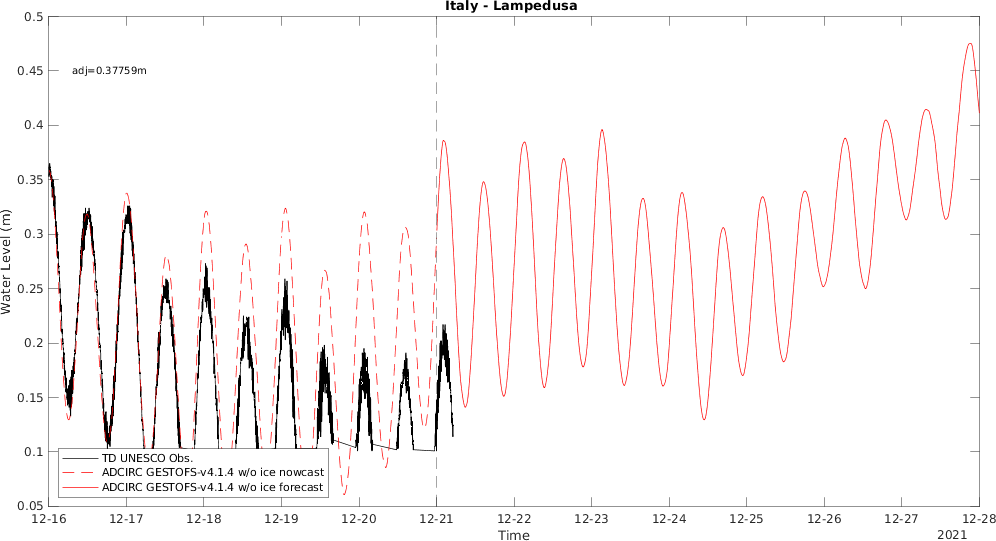 Italy - Lampedusa
0.5
0.45
0.4
0.35
0.3
0.25
0.2
0.15
0.1
0.05
Water Level (m)
adj=0.37759m
TD UNESCO Obs.
ADCIRC GESTOFS-v4.1.4 w/o ice nowcast
ADCIRC GESTOFS-v4.1.4 w/o ice forecast
12-16 12-17 12-18 12-19 12-20 12-21 12-22 12-23 12-24 12-25 12-26 12-27 12-28
Time
2021